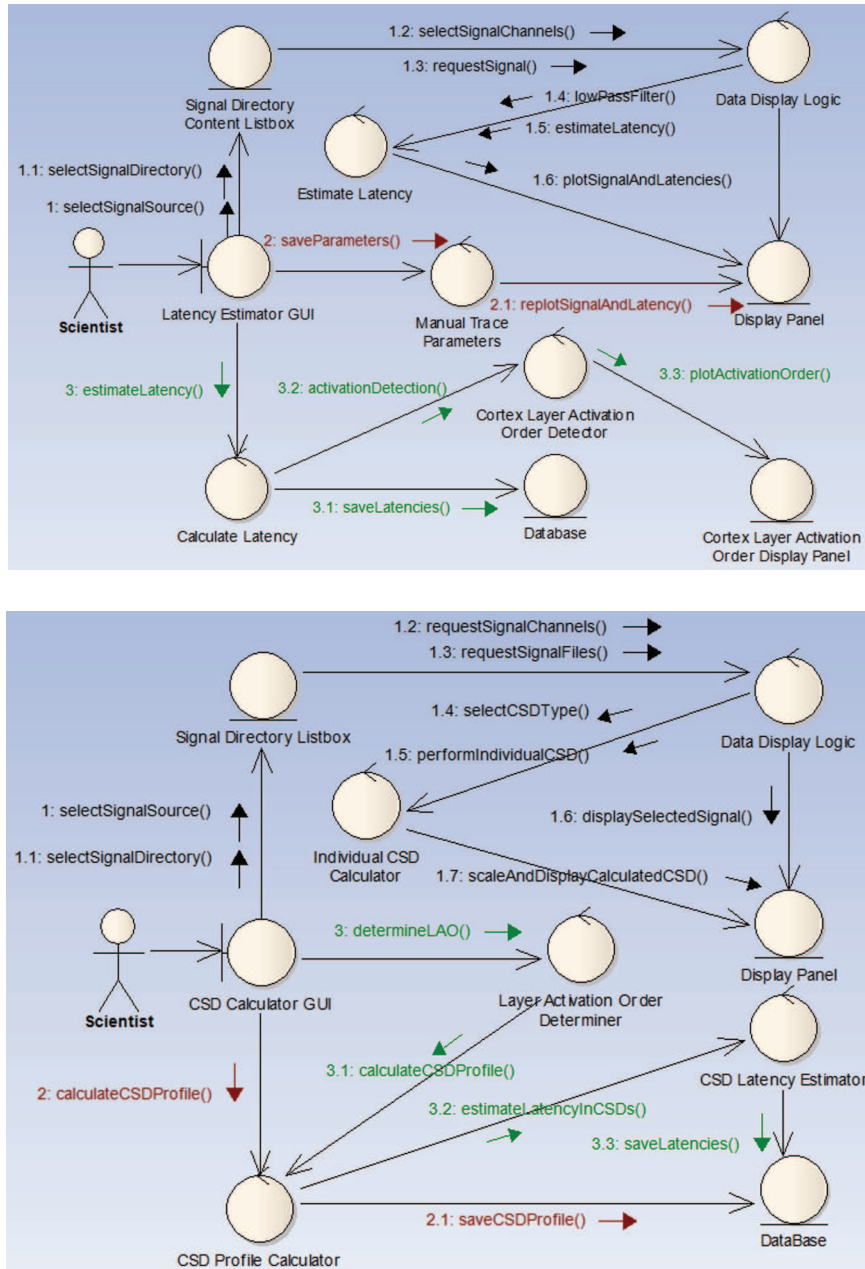 1.2: selectSignalChannels()
1.3: requestSignal()
Signal Directory
Content Listbox
Data Display Logic
1.4: lowPassFilter()
1.5: estimateLatency()
Estimate Latency
1.6: plotSignalAndLatencies()
1.1: selectSignalDirectory()
1: selectSignalSource()
2: saveParameters()
Scientist
Latency Estimator GUI
Manual Trace
Parameters
2.1: replotSignalAndLatency()
Display Panel
3: estimateLatency()
3.2: activationDetection()
3.3: plotActivationOrder()
Cortex Layer Activation
Order Detector
3.1: saveLatencies()
Calculate Latency
Database
Cortex Layer Activation
Order Display Panel
1.2: requestSignalChannels()
1.3: requestSignalFiles()
Signal Directory Listbox
Data Display Logic
1.4: selectCSDType()
1.5: performIndividualCSD()
1: selectSignalSource()
1.1: selectSignalDirectory()
1.6: displaySelectedSignal()
Individual CSD
Calculator
1.7: scaleAndDisplayCalculatedCSD()
3: determineLAO()
Scientist
CSD Calculator GUI
Layer Activation Order
Determiner
Display Panel
3.1: calculateCSDProfile()
2: calculateCSDProfile()
CSD Latency Estimator
3.2: estimateLatencyInCSDs()
3.3: saveLatencies()
2.1: saveCSDProfile()
CSD Profile Calculator
DataBase